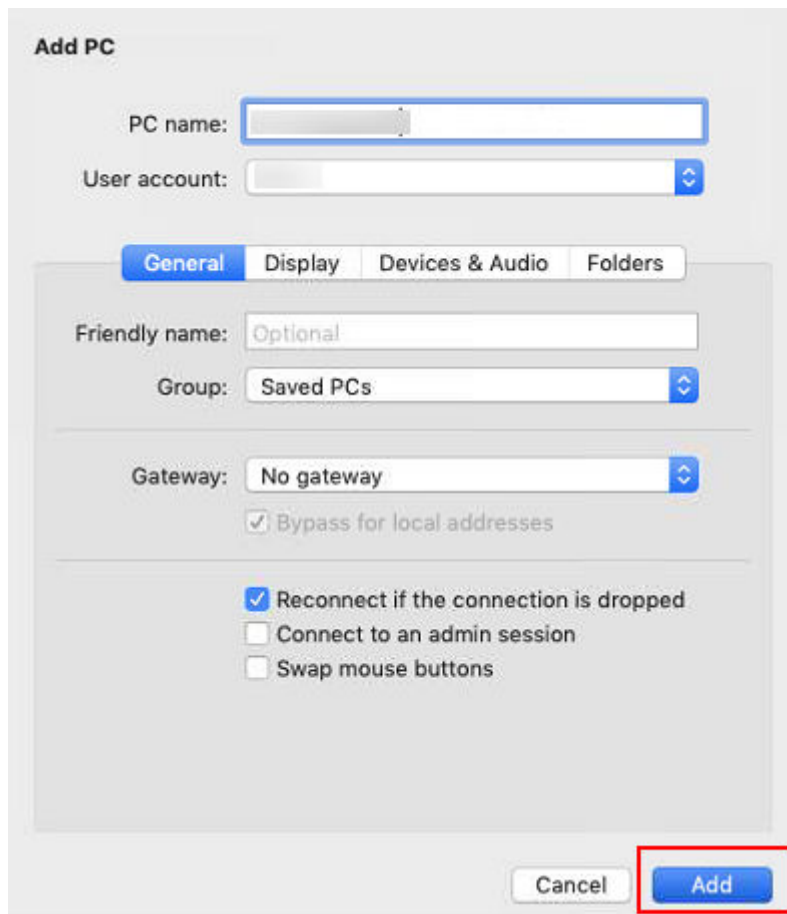 Add PC
PC name:
User account:
General Display Devices & Audio Folders
Friendly name: Optional
Group: Saved PCs
Gateway: No gateway
Bypass for local addresses
Reconnect if the connection is dropped
Connect to an admin session
Swap mouse buttons
Cancel Add